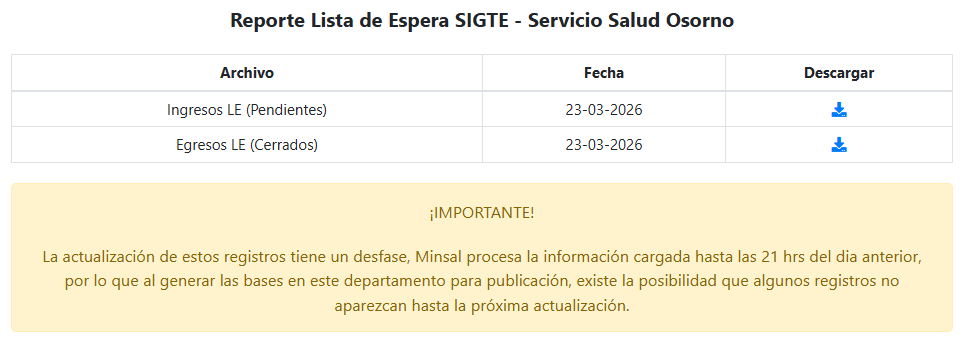 Reporte Lista de Espera SIGTE - Servicio Salud Osorno
Archivo Fecha Descargar
Ingresos LE (Pendientes) 23-03-2026
Egresos LE (Cerrados) 23-03-2026
¡IMPORTANTE!
La actualización de estos registros tiene un desfase, Minsal procesa la información cargada hasta las 21 hrs del dia anterior,
por lo que al generar las bases en este departamento para publicación, existe la posibilidad que algunos registros no
aparezcan hasta la próxima actualización.